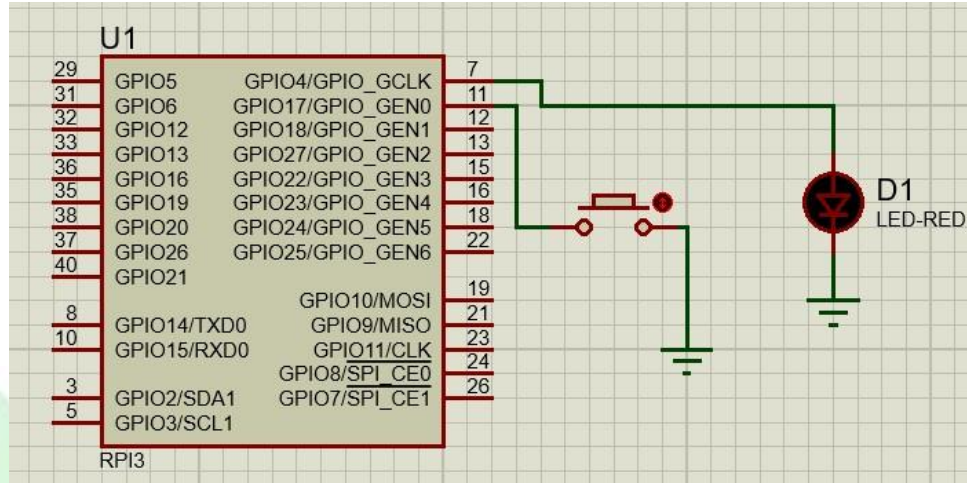 U1
29 GPIO5 GPIO4/GPIO_GCLK 7
31 GPIO6 GPIO17/GPIO_GEN0 11
32 GPIO12 GPIO18/GPIO_GEN1 12
33 GPIO13 GPIO27/GPIO_GEN2 13
36 GPIO16 GPIO22/GPIO_GEN3 15
35 GPIO19 GPIO23/GPIO_GEN4 16
38 GPIO20 GPIO24/GPIO_GEN5 18
37 GPIO26 GPIO25/GPIO_GEN6 22
40 GPIO21
GPIO10/MOSI 19
8 GPIO14/TXD0 GPIO9/MISO 21
10 GPIO15/RXD0 GPIO11/CLK 23
GPIO8/SPI_CE0 24
3 GPIO2/SDA1 GPIO7/SPI_CE1 26
5 GPIO3/SCL1
RPI3
D1
LED-RED